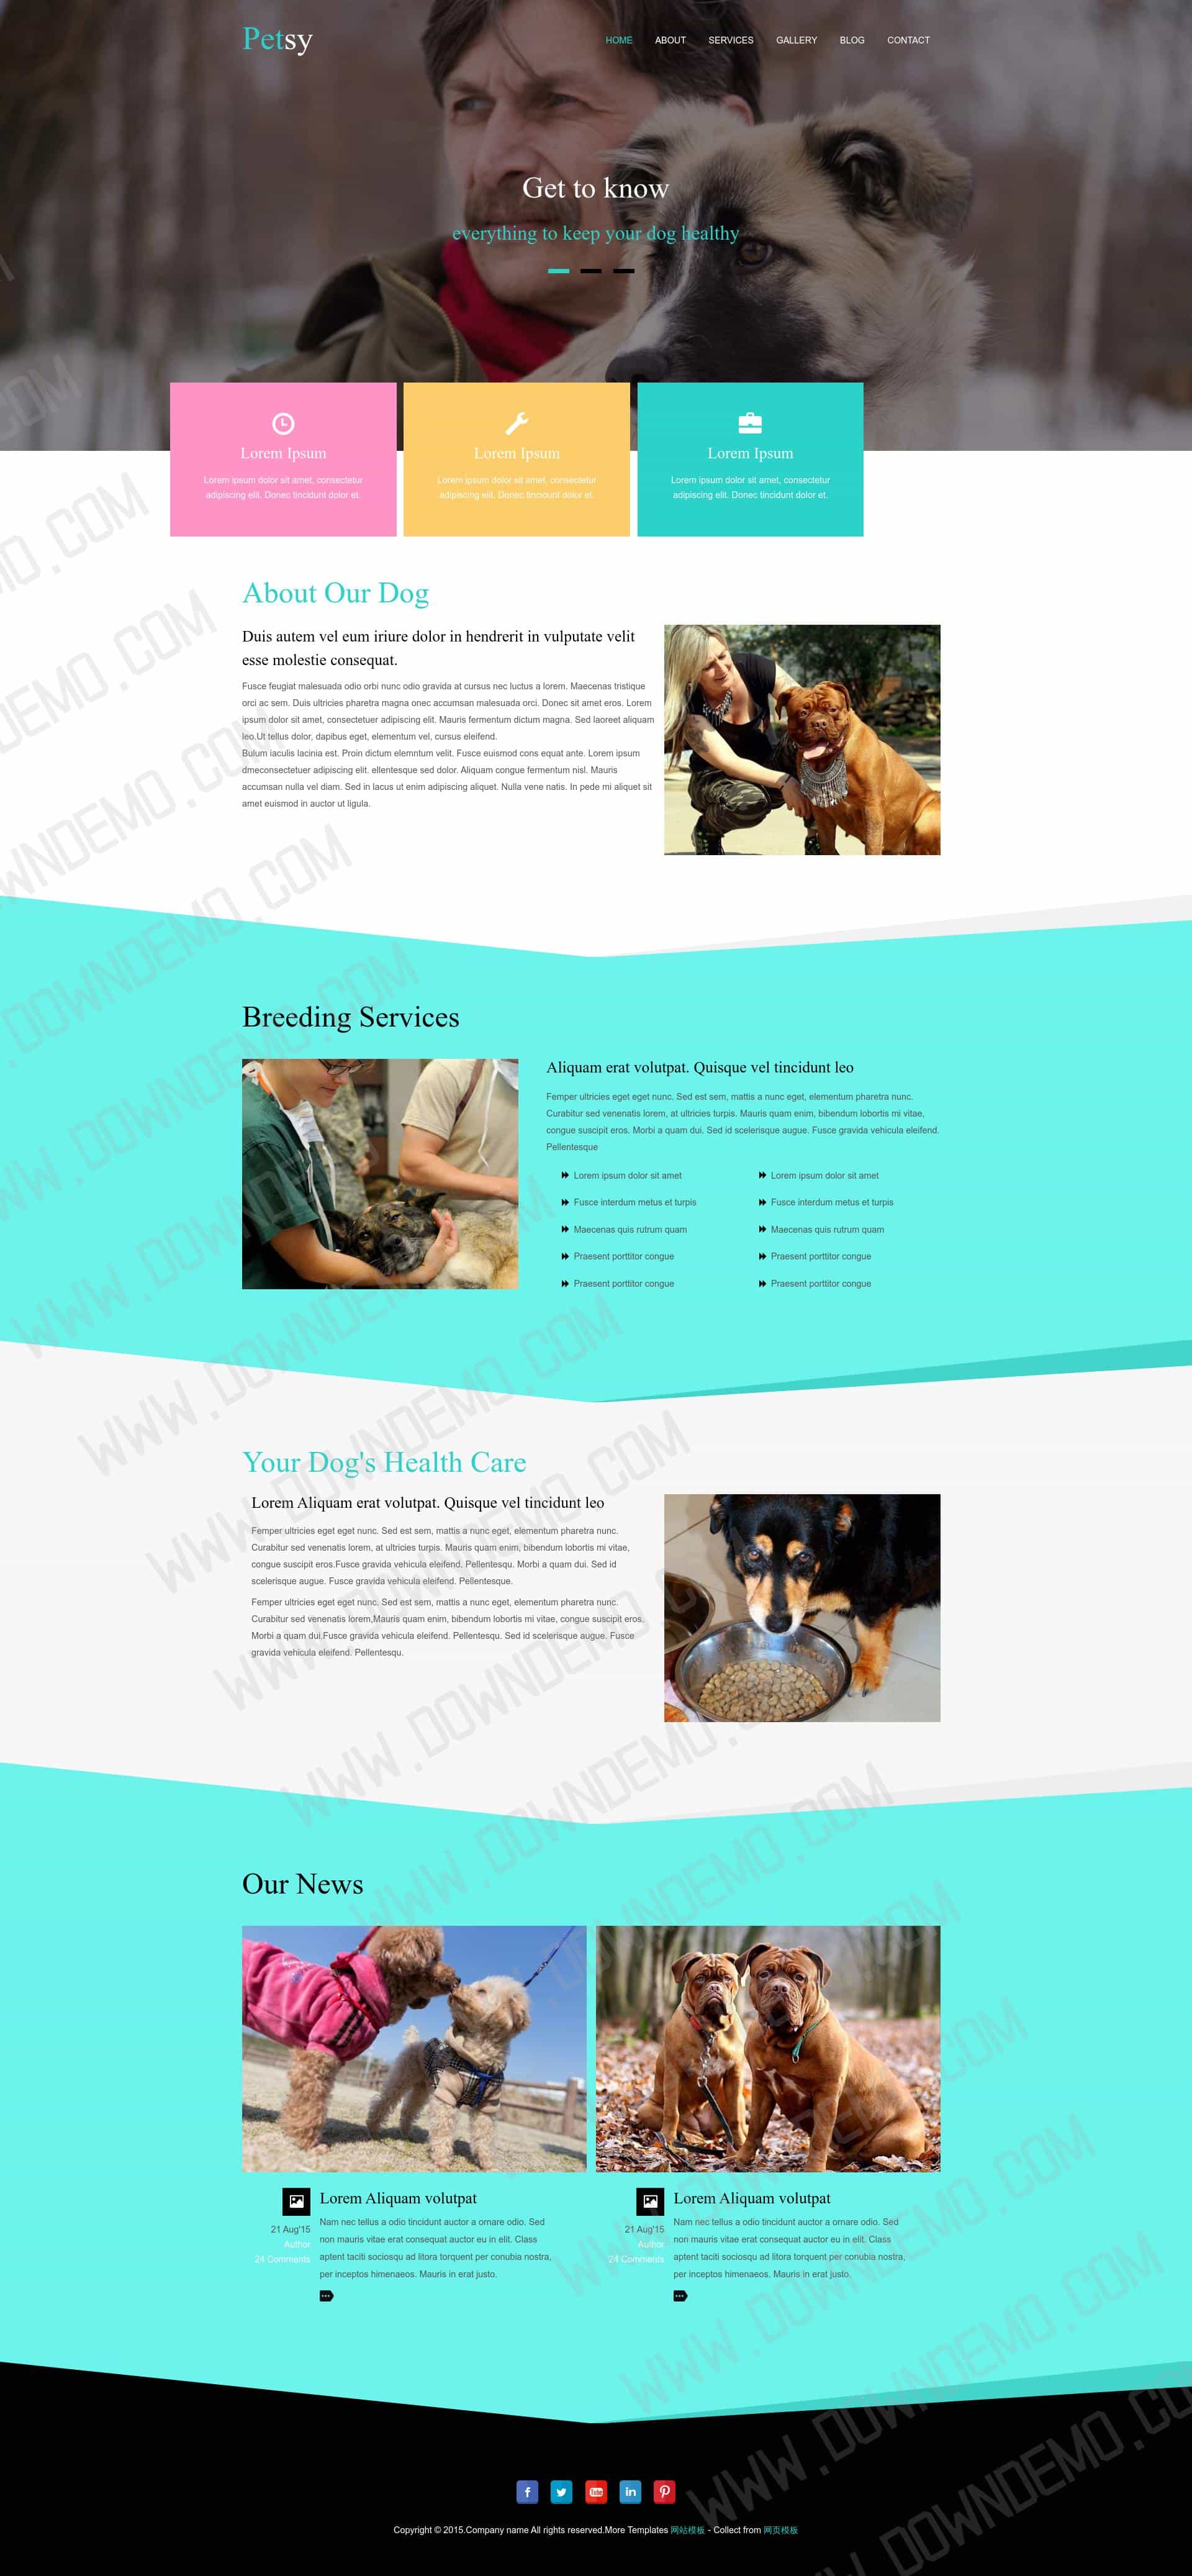 Petsy
HOME ABOUT SERVICES GALLERY BLOG CONTACT
Get to know
everything to keep your dog healthy
Lorem Ipsum
Lorem ipsum dolor sit amet, consectetur
adipiscing elit. Donec tincidunt dolor et.
Lorem Ipsum
Lorem ipsum dolor sit amet, consectetur
adipiscing elit. Donec tincidunt dolor et.
Lorem Ipsum
Lorem ipsum dolor sit amet, consectetur
adipiscing elit. Donec tincidunt dolor et.
About Our Dog
Duis autem vel eum iriure dolor in hendrerit in vulputate velit
esse molestie consequat.
Fusce feugiat malesuada odio orbi nunc odio gravida at cursus nec luctus a lorem. Maecenas tristique
orci ac sem. Duis ultricies pharetra magna onec accumsan malesuada orci. Donec sit amet eros. Lorem
ipsum dolor sit amet, consectetuer adipiscing elit. Mauris fermentum dictum magna. Sed laoreet aliquam
leo.Ut tellus dolor, dapibus eget, elementum vel, cursus eleifend.
Bulum iaculis lacinia est. Proin dictum elemntum velit. Fusce euismod cons equat ante. Lorem ipsum
dmeconsectetuer adipiscing elit. ellentesque sed dolor. Aliquam congue fermentum nisl. Mauris
accumsan nulla vel diam. Sed in lacus ut enim adipiscing aliquet. Nulla vene natis. In pede mi aliquet sit
amet euismod in auctor ut ligula.
Breeding Services
Aliquam erat volutpat. Quisque vel tincidunt leo
Femper ultricies eget eget nunc. Sed est sem, mattis a nunc eget, elementum pharetra nunc.
Curabitur sed venenatis lorem, at ultricies turpis. Mauris quam enim, bibendum lobortis mi vitae,
congue suscipit eros. Morbi a quam dui. Sed id scelerisque augue. Fusce gravida vehicula eleifend.
Pellentesque
Lorem ipsum dolor sit amet
Fusce interdum metus et turpis
Maecenas quis rutrum quam
Praesent porttitor congue
Praesent porttitor congue
Lorem ipsum dolor sit amet
Fusce interdum metus et turpis
Maecenas quis rutrum quam
Praesent porttitor congue
Praesent porttitor congue
Your Dog's Health Care
Lorem Aliquam erat volutpat. Quisque vel tincidunt leo
Femper ultricies eget eget nunc. Sed est sem, mattis a nunc eget, elementum pharetra nunc.
Curabitur sed venenatis lorem, at ultricies turpis. Mauris quam enim, bibendum lobortis mi vitae,
congue suscipit eros.Fusce gravida vehicula eleifend. Pellentesqu. Morbi a quam dui. Sed id
scelerisque augue. Fusce gravida vehicula eleifend. Pellentesque.
Femper ultricies eget eget nunc. Sed est sem, mattis a nunc eget, elementum pharetra nunc.
Curabitur sed venenatis lorem,Mauris quam enim, bibendum lobortis mi vitae, congue suscipit eros.
Morbi a quam dui.Fusce gravida vehicula eleifend. Pellentesqu. Sed id scelerisque augue. Fusce
gravida vehicula eleifend. Pellentesqu.
Our News
21 Aug'15
Author
24 Comments
Lorem Aliquam volutpat
Nam nec tellus a odio tincidunt auctor a ornare odio. Sed
non mauris vitae erat consequat auctor eu in elit. Class
aptent taciti sociosqu ad litora torquent per conubia nostra,
per inceptos himenaeos. Mauris in erat justo.
21 Aug'15
Author
24 Comments
Lorem Aliquam volutpat
Nam nec tellus a odio tincidunt auctor a ornare odio. Sed
non mauris vitae erat consequat auctor eu in elit. Class
aptent taciti sociosqu ad litora torquent per conubia nostra,
per inceptos himenaeos. Mauris in erat justo.
Copyright © 2015.Company name All rights reserved.More Templates 网站模板 - Collect from 网页模板
WWW.DOWNDEMO.COM